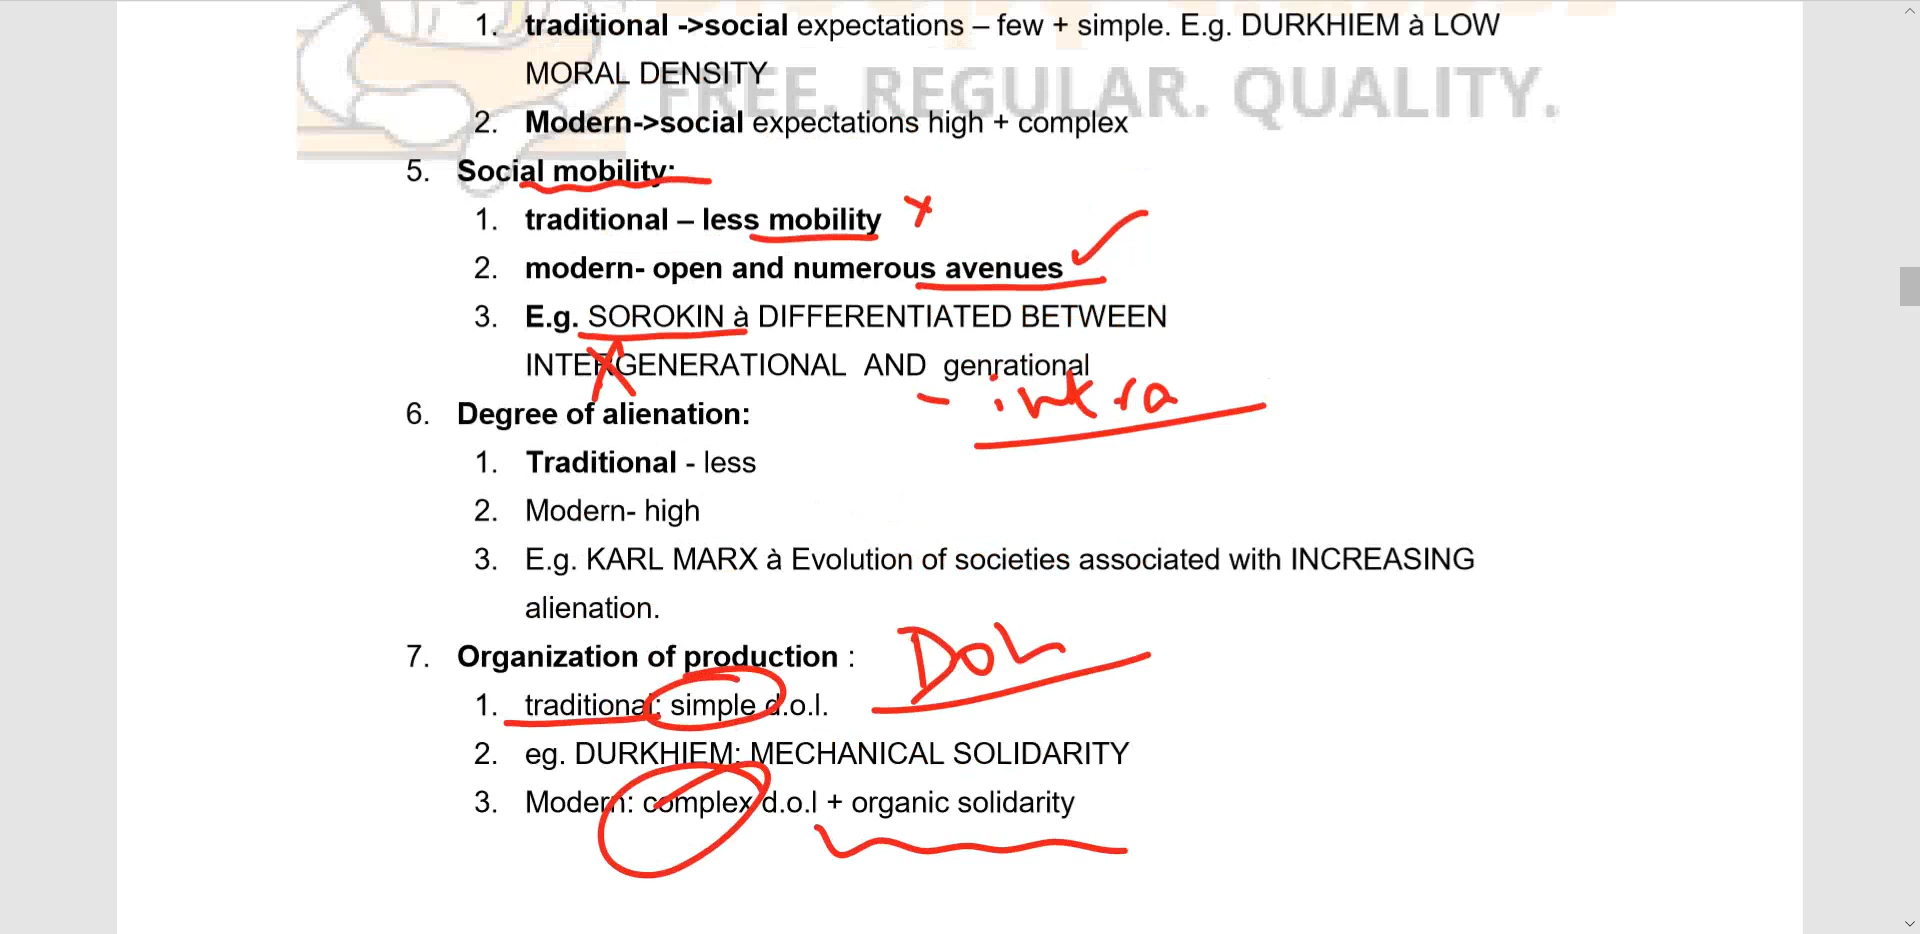 1. traditional ->social expectations – few + simple. E.g. DURKHIEM à LOW
MORAL DENSITY
FREE. REGULAR. QUALITY.
2. Modern->social expectations high + complex
5. Social mobility:
1. traditional – less mobility
2. modern- open and numerous avenues
3. E.g. SOROKIN à DIFFERENTIATED BETWEEN
INTERGENERATIONAL AND genrational
- intra
6. Degree of alienation:
1. Traditional - less
2. Modern- high
3. E.g. KARL MARX à Evolution of societies associated with INCREASING
alienation.
7. Organization of production :
DOL
1. traditional: simple d.o.l.
2. eg. DURKHIEM: MECHANICAL SOLIDARITY
3. Modern: complex d.o.l + organic solidarity